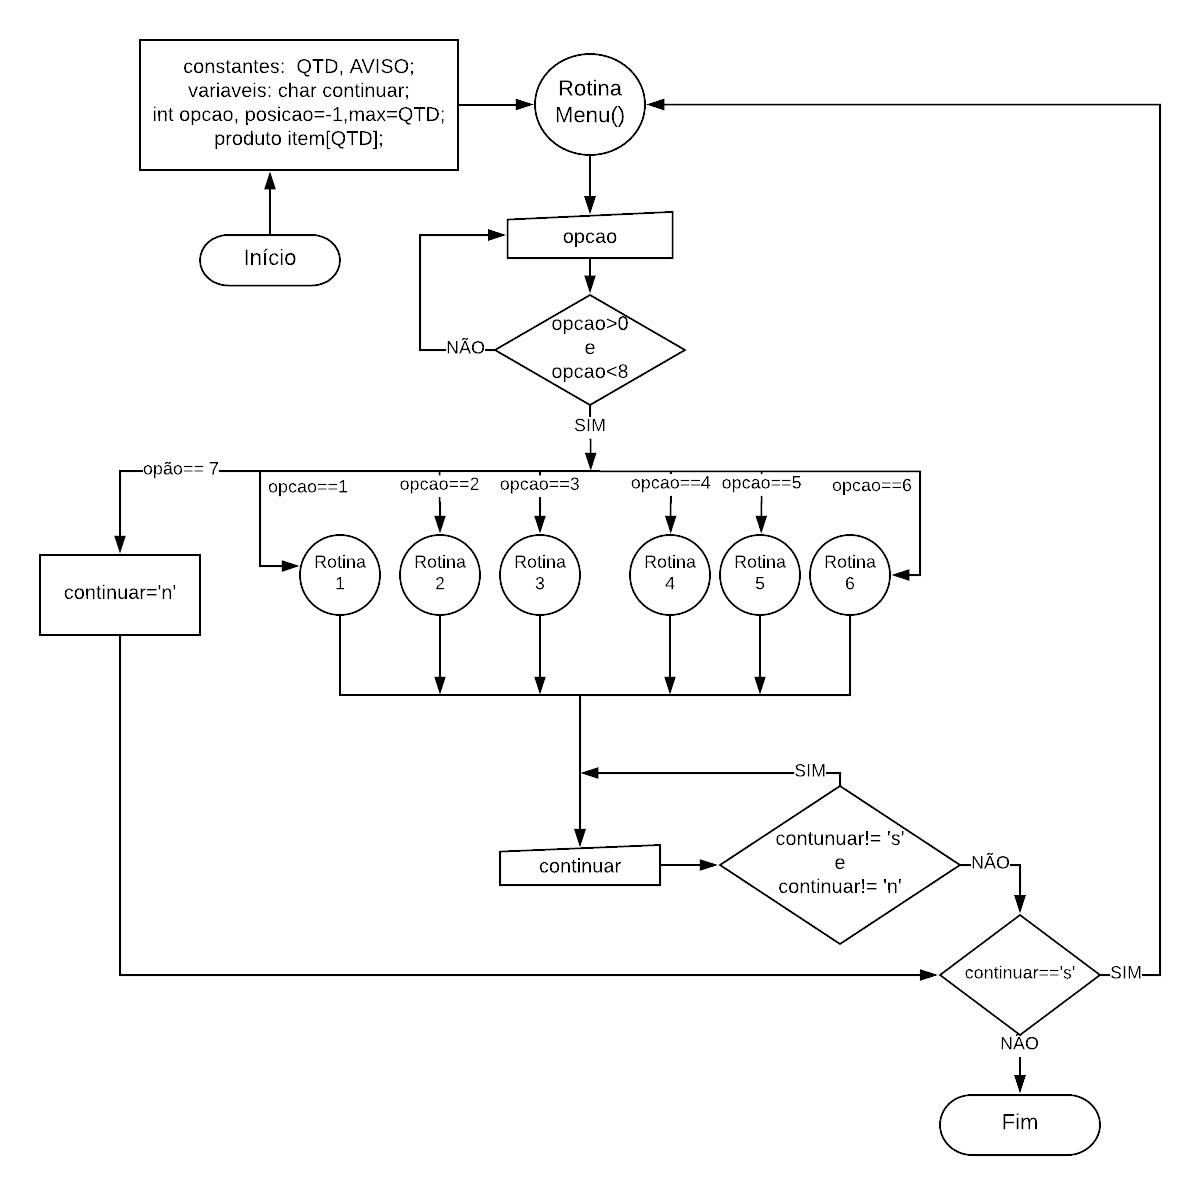 constantes:  QTD, AVISO;
variaveis: char continuar;
int opcao, posicao=-1,max=QTD;
produto item[QTD];
Rotina
Menu()
Início
opcao
opcao>0
e
opcao<8
NÃO
SIM
opão== 7
opcao==1
opcao==2
opcao==3
opcao==4
opcao==5
opcao==6
continuar='n'
Rotina
1
Rotina
2
Rotina
3
Rotina
4
Rotina
5
Rotina
6
SIM
continuar
contunuar!= 's'
e
continuar!= 'n'
NÃO
continuar=='s'
SIM
NÃO
Fim